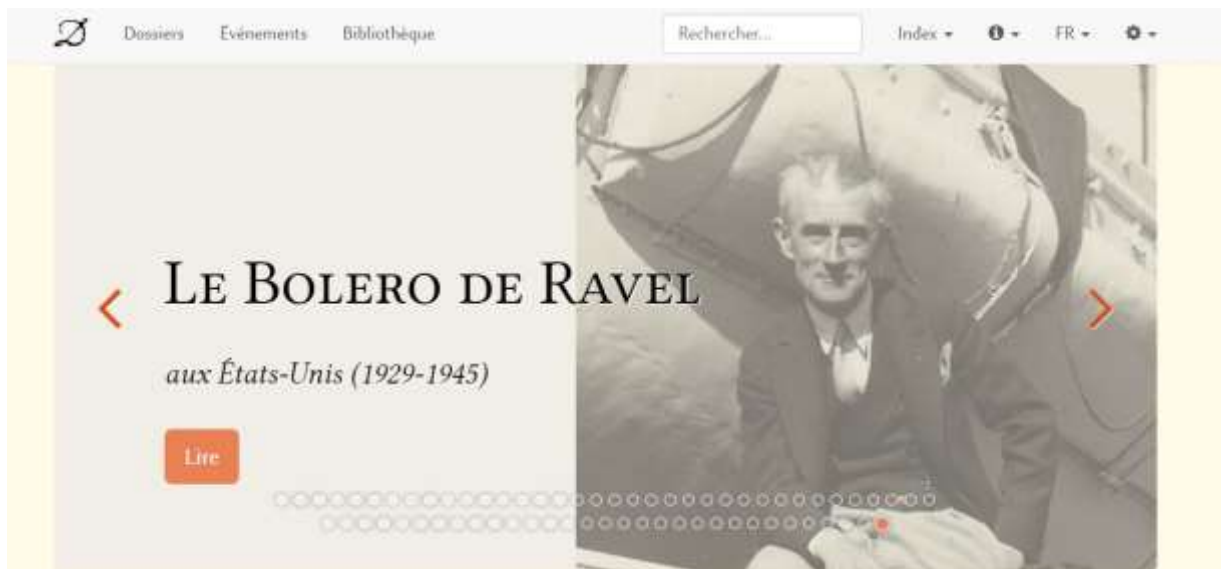 Dossiers Evénements Bibliothèque Rechercher... Index FR
LE BOLERO DE RAVEL
aux États-Unis (1929-1945)
Lire